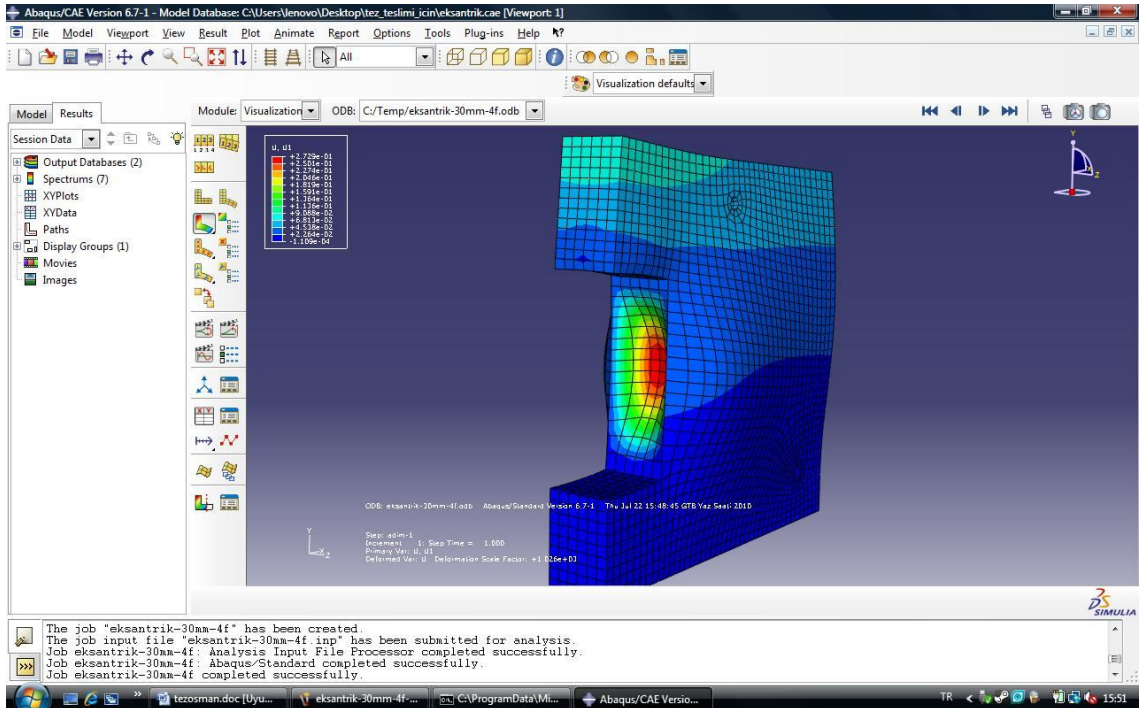 Abaqus/CAE Version 6.7-1 - Model Database: C:\Users\lenovo\Desktop\tez_teslimi_icin\eksantrik.cae [Viewport: 1]
File Model Viewport View Result Plot Animate Report Options Tools Plug-ins Help
All
Visualization defaults
Model Results
Module: Visualization ODB: C:/Temp/eksantrik-30mm-4f.odb
Session Data
Output Databases (2)
Spectrums (7)
XYPlots
XYData
Paths
Display Groups (1)
Movies
Images
U, U1
+2.729e-01
+2.501e-01
+2.274e-01
+2.046e-01
+1.819e-01
+1.591e-01
+1.364e-01
+1.136e-01
+9.088e-02
+6.813e-02
+4.538e-02
+2.264e-02
-1.109e-04
Y
Z
ODB: eksantrik-30mm-4f.odb Abaqus/Standard Version 6.7-1 Thu Jul 22 15:48:45 GTB Yaz Saati 2010
Y
X
Z
Step: adim-1
Increment 1: Step Time = 1.000
Primary Var: U, U1
Deformed Var: U Deformation Scale Factor: +1.026e+03
SIMULIA
The job "eksantrik-30mm-4f" has been created.
The job input file "eksantrik-30mm-4f.inp" has been submitted for analysis.
Job eksantrik-30mm-4f: Analysis Input File Processor completed successfully.
Job eksantrik-30mm-4f: Abaqus/Standard completed successfully.
Job eksantrik-30mm-4f completed successfully.
tezosman.doc [Uyu... eksantrik-30mm-4f-... C:\ProgramData\Mi... Abaqus/CAE Versio... TR 15:51